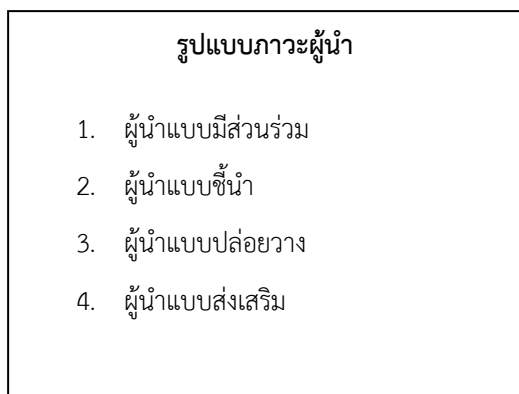 รูปแบบภาวะผู้นำ
1. ผู้นำแบบมีส่วนร่วม
2. ผู้นำแบบชี้นำ
3. ผู้นำแบบปล่อยวาง
4. ผู้นำแบบส่งเสริม